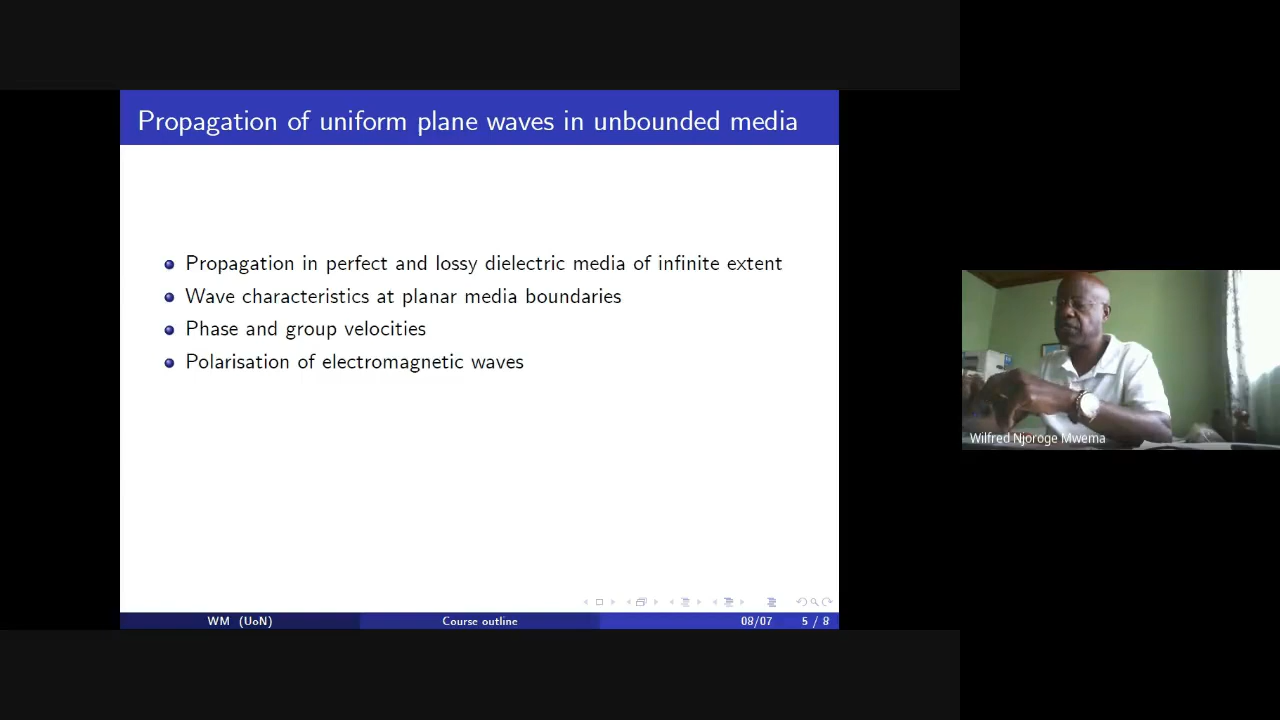 Propagation of uniform plane waves in unbounded media
Propagation in perfect and lossy dielectric media of infinite extent
Wave characteristics at planar media boundaries
Phase and group velocities
Polarisation of electromagnetic waves
WM (UoN)
Course outline
08/07
5 / 8
Wilfred Njoroge Mwema